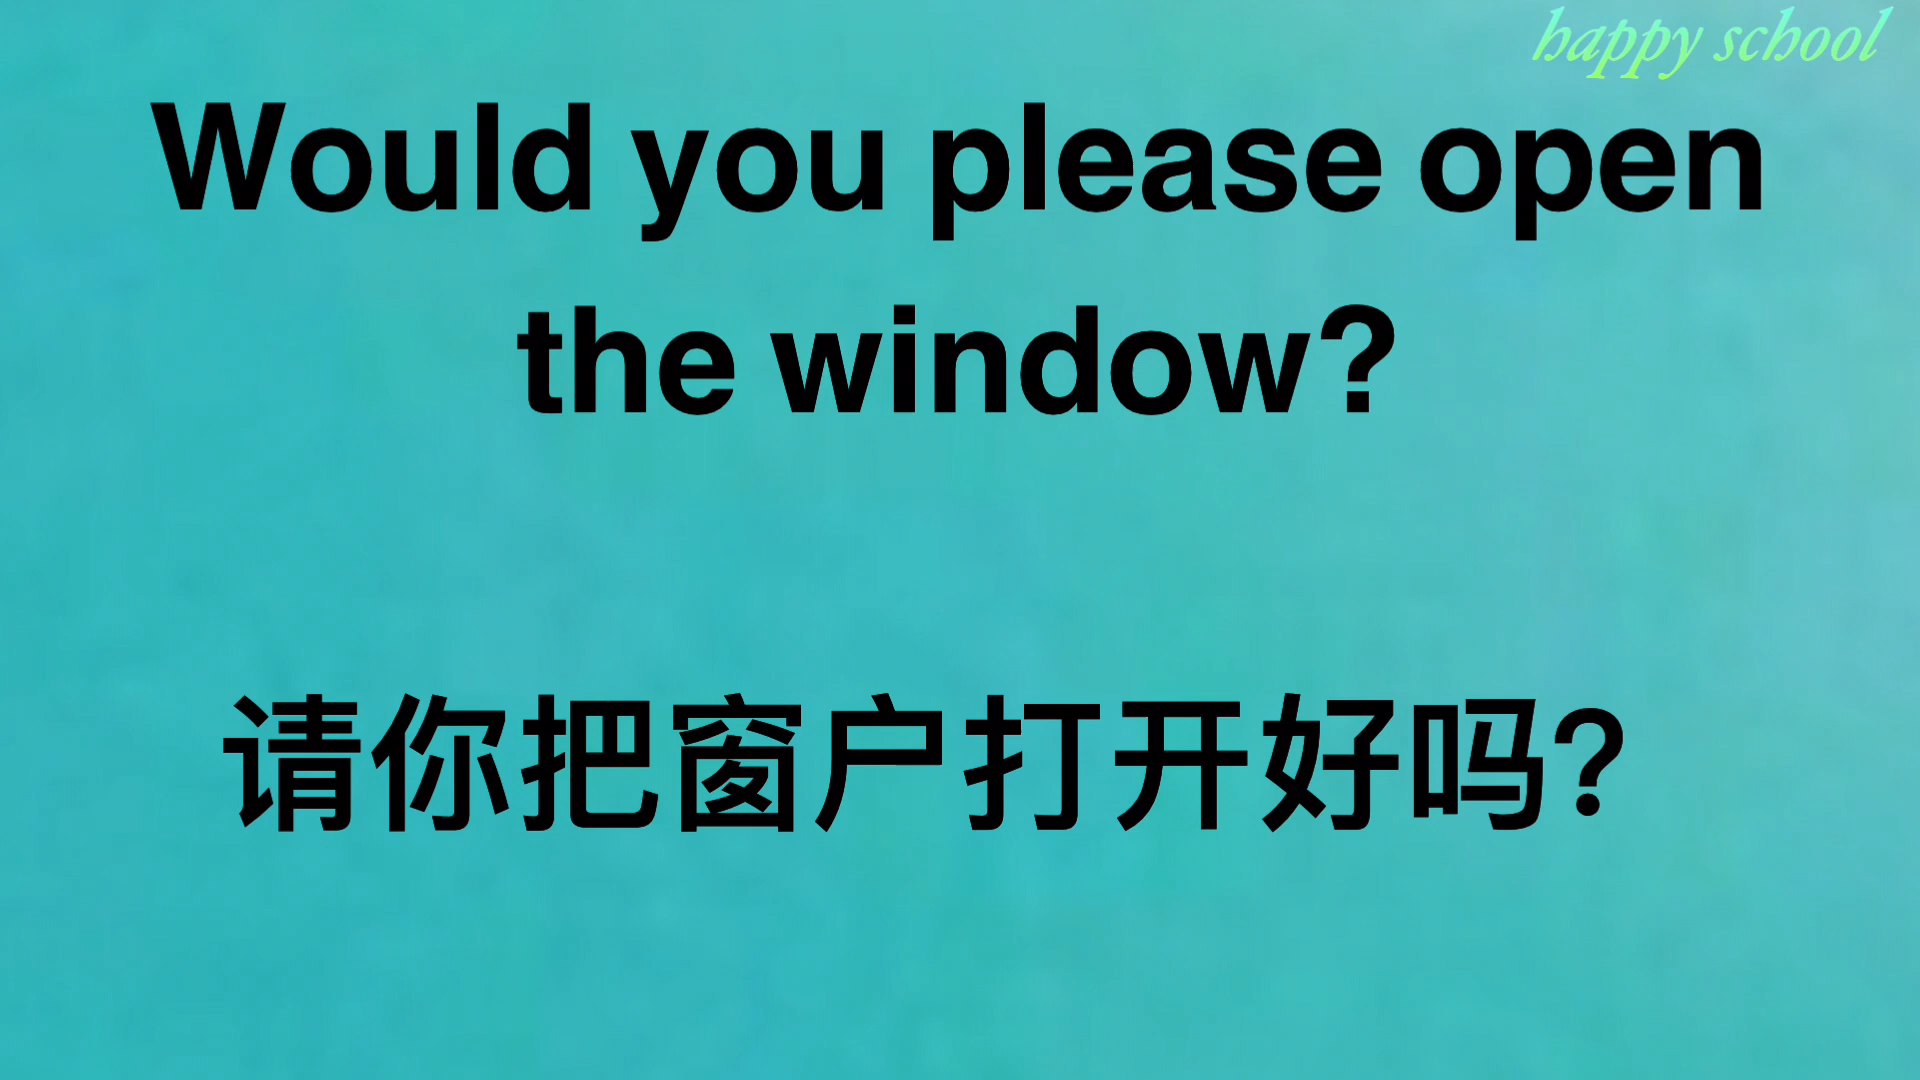 happy school
Would you please open
the window?
请你把窗户打开好吗?